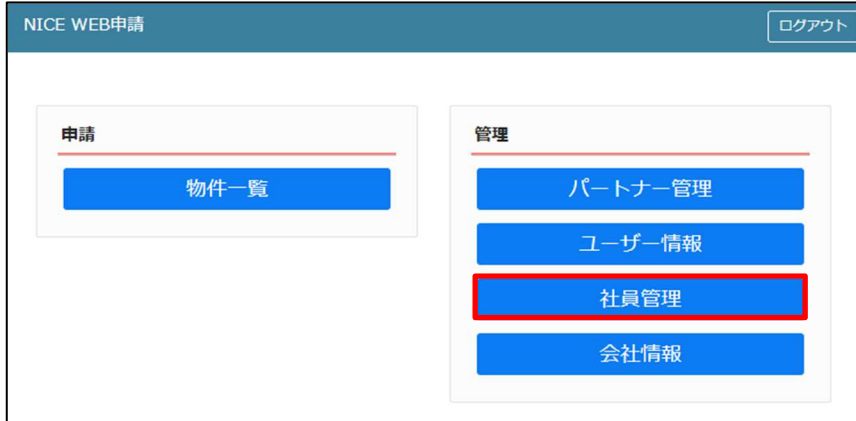 NICE WEB申請
ログアウト
申請
物件一覧
管理
パートナー管理
ユーザー情報
社員管理
会社情報